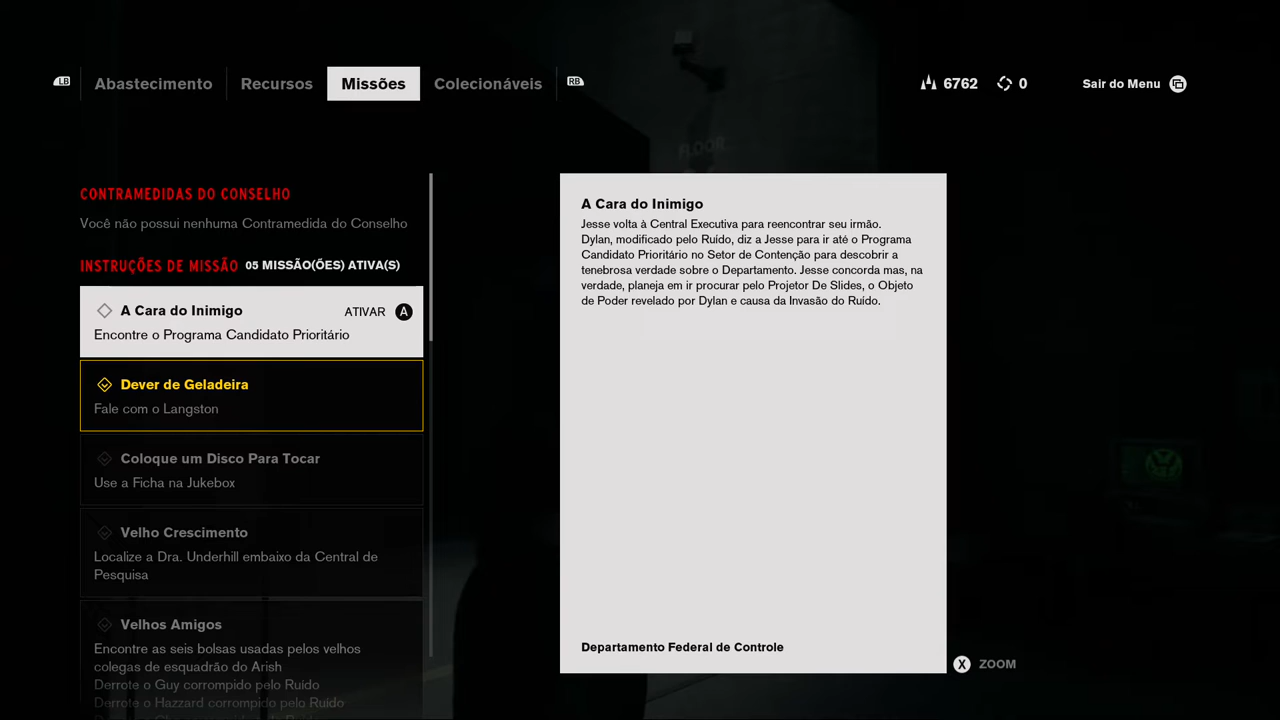 LB
Abastecimento
Recursos
Missões
Colecionáveis
RB
6762
0
Sair do Menu
FLOOR
CONTRAMEDIDAS DO CONSELHO
Você não possui nenhuma Contramedida do Conselho
INSTRUÇÕES DE MISSÃO 05 MISSÃO(ÕES) ATIVA(S)
A Cara do Inimigo
ATIVAR A
Encontre o Programa Candidato Prioritário
Dever de Geladeira
Fale com o Langston
Coloque um Disco Para Tocar
Use a Ficha na Jukebox
Velho Crescimento
Localize a Dra. Underhill embaixo da Central de
Pesquisa
Velhos Amigos
Encontre as seis bolsas usadas pelos velhos
colegas de esquadrão do Arish
Derrote o Guy corrompido pelo Ruído
Derrote o Hazzard corrompido pelo Ruído
A Cara do Inimigo
Jesse volta à Central Executiva para reencontrar seu irmão.
Dylan, modificado pelo Ruído, diz a Jesse para ir até o Programa
Candidato Prioritário no Setor de Contenção para descobrir a
tenebrosa verdade sobre o Departamento. Jesse concorda mas, na
verdade, planeja em ir procurar pelo Projetor De Slides, o Objeto
de Poder revelado por Dylan e causa da Invasão do Ruído.
Departamento Federal de Controle
X ZOOM